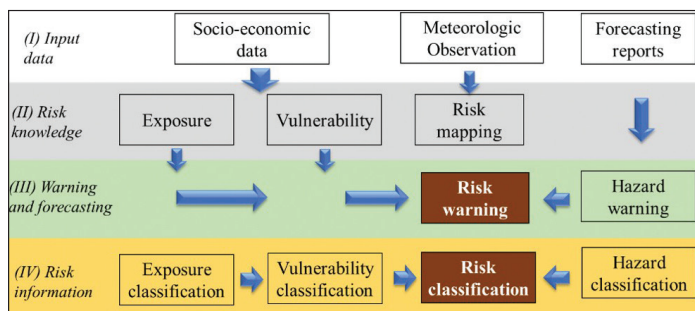 (I) Input
data
Socio-economic
data
Meteorologic
Observation
Forecasting
reports
(II) Risk
knowledge
Exposure
Vulnerability
Risk
mapping
(III) Warning
and forecasting
Risk
warning
Hazard
warning
(IV) Risk
information
Exposure
classification
Vulnerability
classification
Risk
classification
Hazard
classification